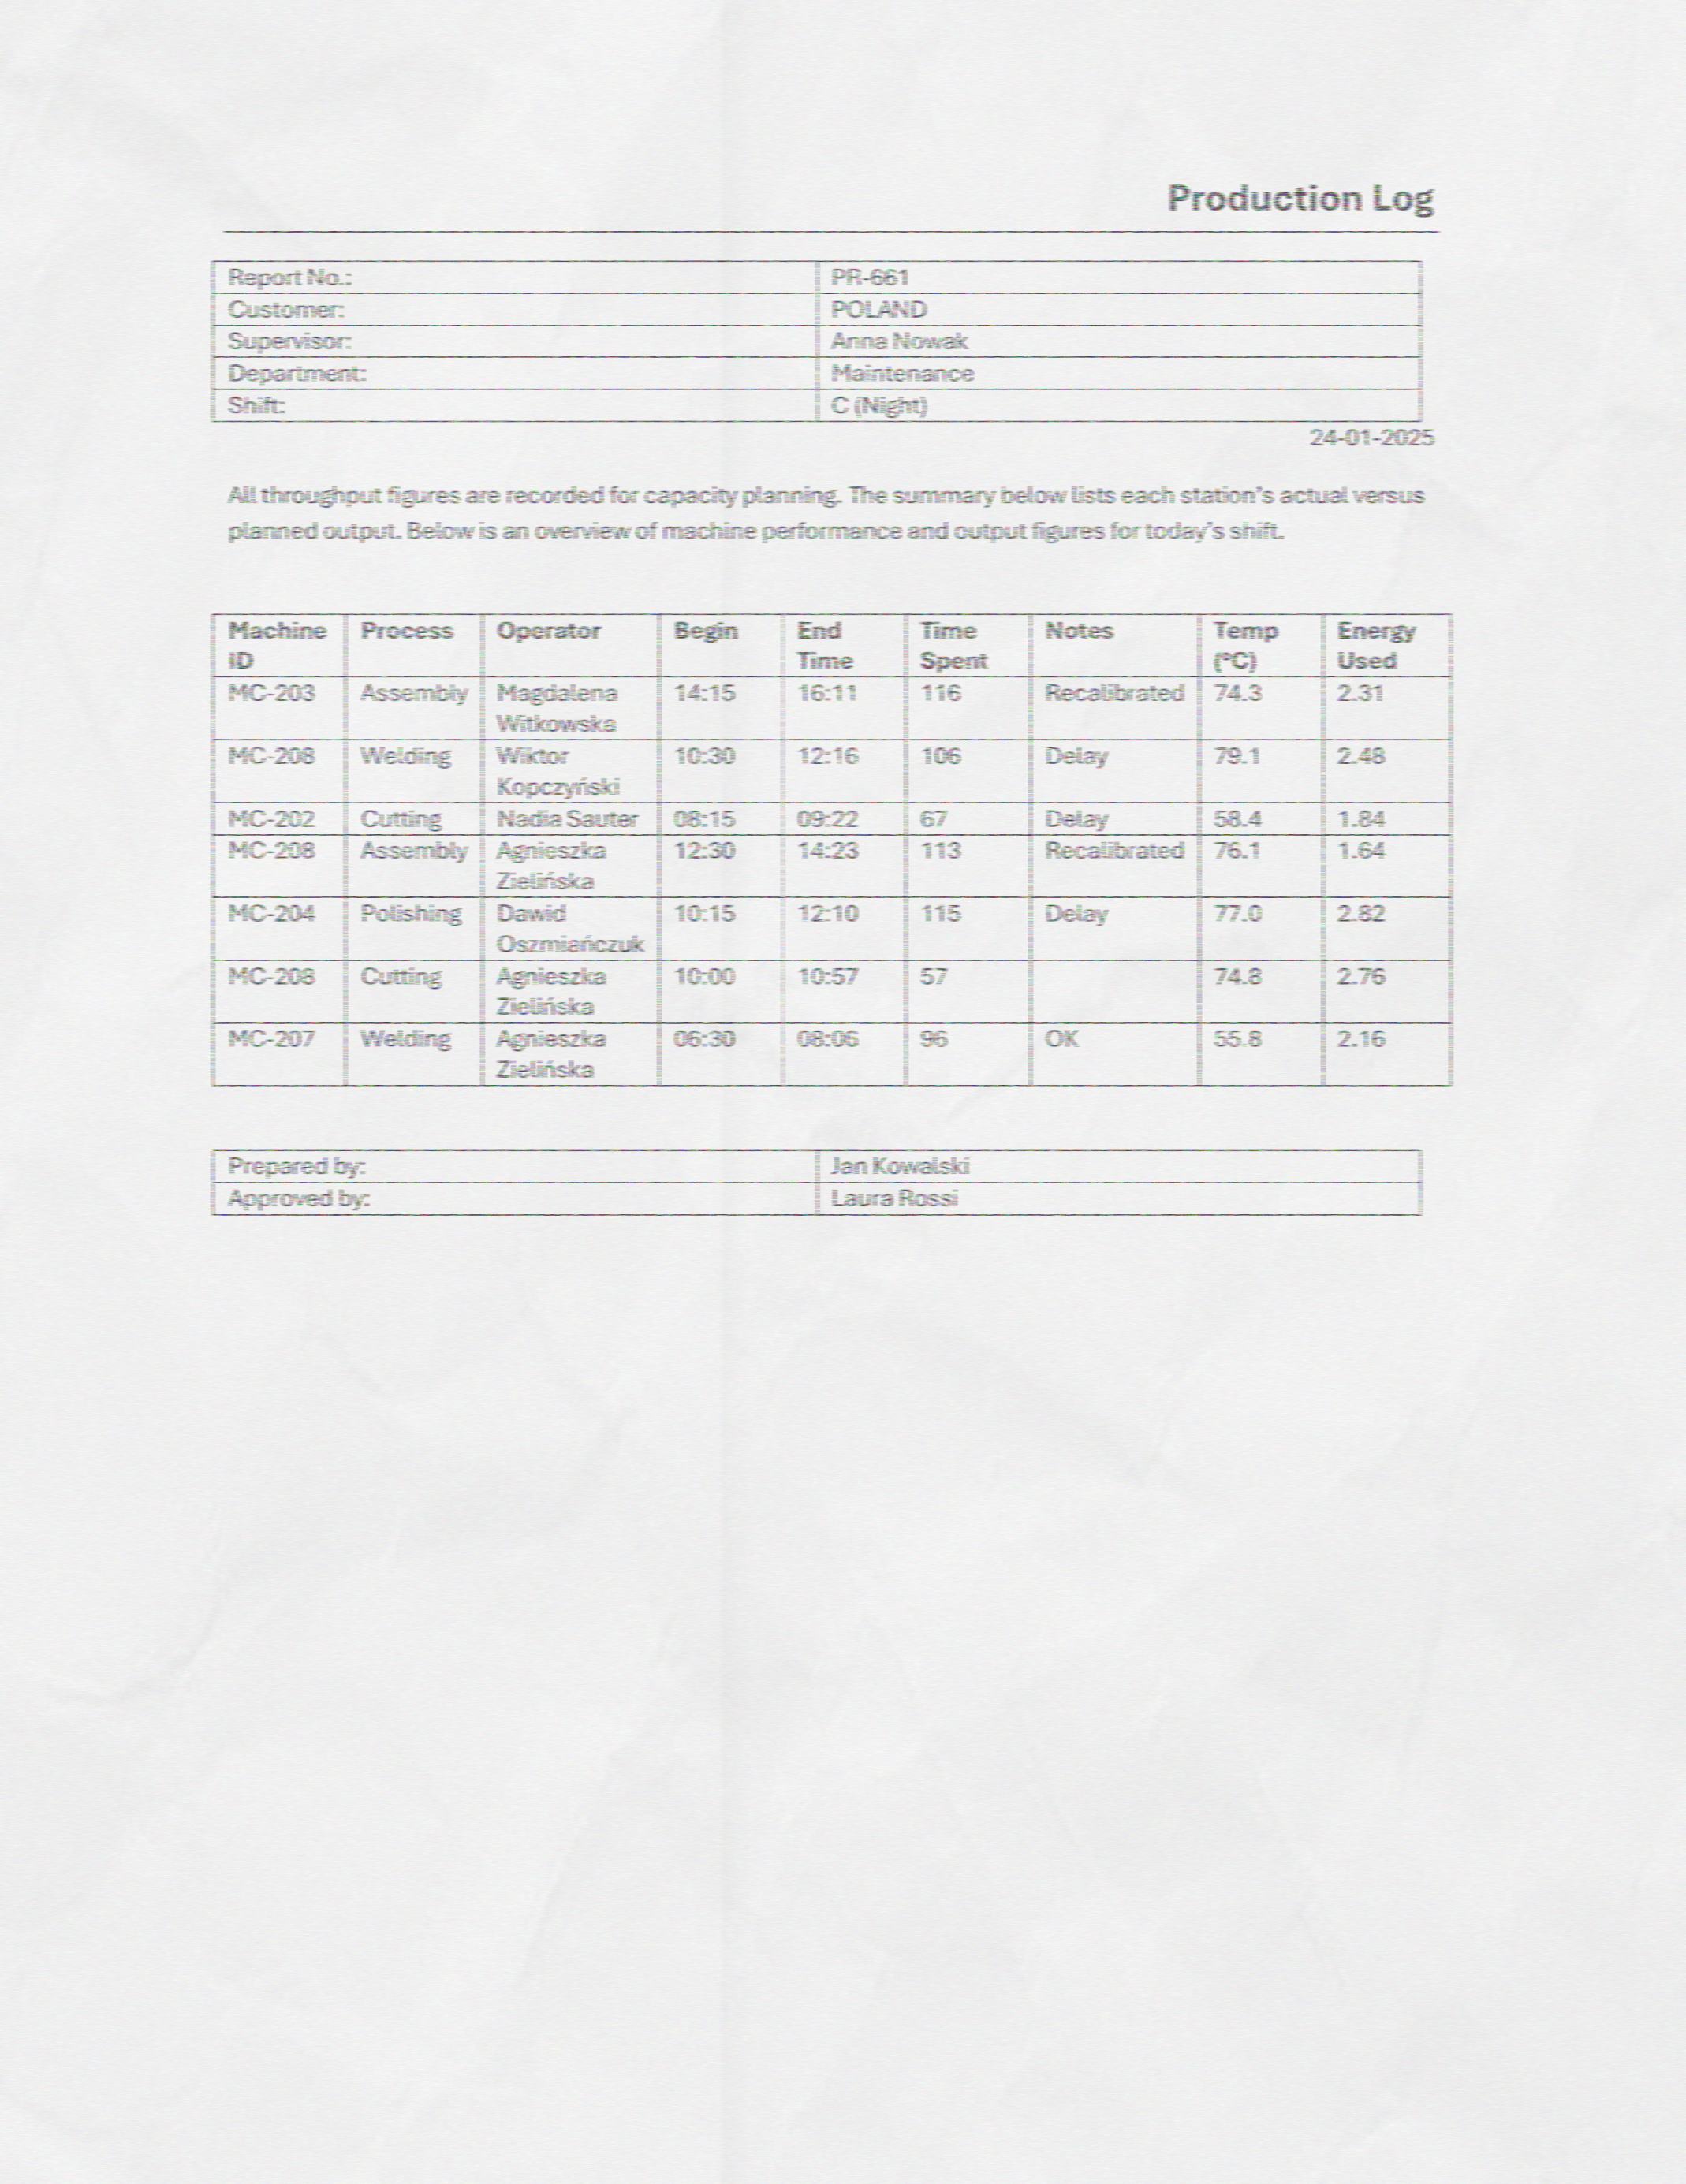 Production Log
Report No.: PR-661
Customer: POLAND
Supervisor: Anna Nowak
Department: Maintenance
Shift: C (Night)
24-01-2025
All throughput figures are recorded for capacity planning. The summary below lists each station's actual versus
planned output. Below is an overview of machine performance and output figures for today's shift.
Machine ID Process Operator Begin End Time Time Spent Notes Temp (°C) Energy Used
MC-203 Assembly Magdalena Witkowska 14:15 16:11 116 Recalibrated 74.3 2.31
MC-208 Welding Wiktor Kopczyński 10:30 12:16 106 Delay 79.1 2.48
MC-202 Cutting Nadia Sauter 08:15 09:22 67 Delay 58.4 1.84
MC-208 Assembly Agnieszka Zielińska 12:30 14:23 113 Recalibrated 76.1 1.64
MC-204 Polishing Dawid Oszmiańczuk 10:15 12:10 115 Delay 77.0 2.82
MC-208 Cutting Agnieszka Zielińska 10:00 10:57 57 74.8 2.76
MC-207 Welding Agnieszka Zielińska 06:30 08:06 96 OK 55.8 2.16
Prepared by: Jan Kowalski
Approved by: Laura Rossi